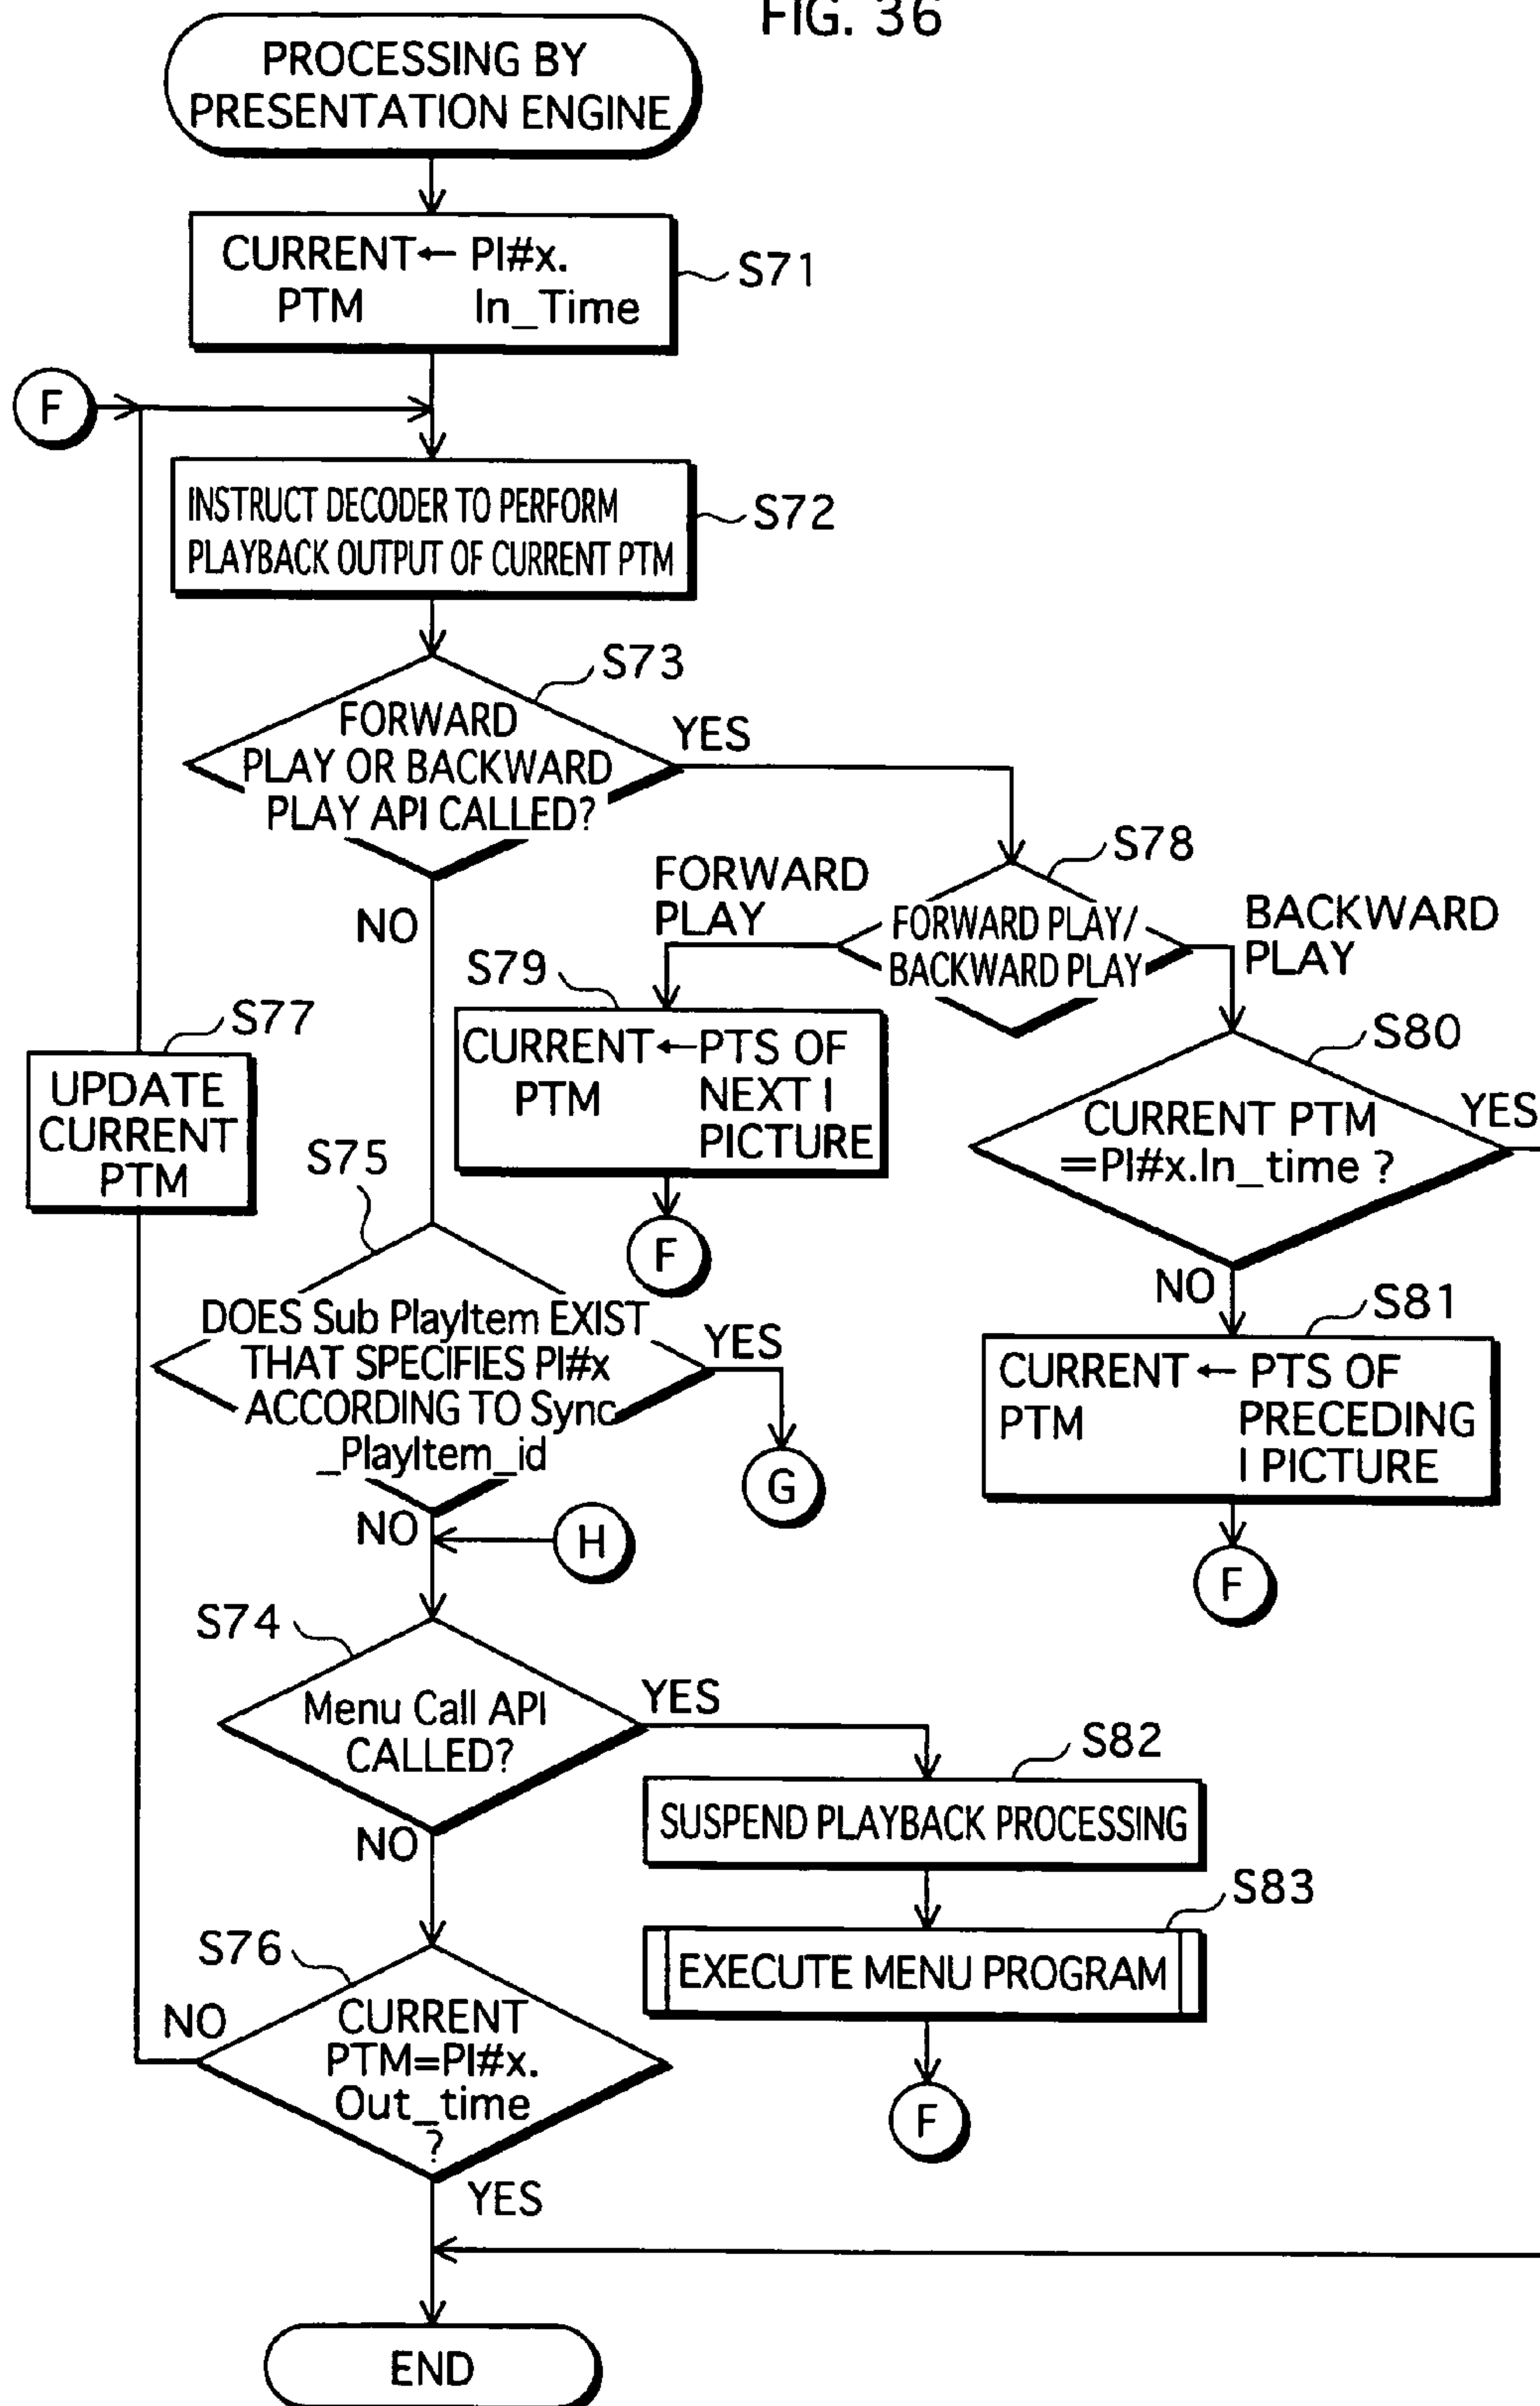 FIG. 36
PROCESSING BY
PRESENTATION ENGINE
CURRENT ← PI#x.
PTM In_Time
S71
F
INSTRUCT DECODER TO PERFORM
PLAYBACK OUTPUT OF CURRENT PTM
S72
S73
FORWARD
PLAY OR BACKWARD
PLAY API CALLED?
YES
NO
S78
FORWARD PLAY/
BACKWARD PLAY
FORWARD
PLAY
BACKWARD
PLAY
S79
CURRENT ← PTS OF
PTM NEXT I
PICTURE
F
S80
CURRENT PTM
=PI#x.In_time ?
YES
NO
S81
CURRENT ← PTS OF
PTM PRECEDING
I PICTURE
F
S77
UPDATE
CURRENT
PTM
S75
DOES Sub PlayItem EXIST
THAT SPECIFIES PI#x
ACCORDING TO Sync
_PlayItem_id
YES
G
NO
H
S74
Menu Call API
CALLED?
YES
NO
S82
SUSPEND PLAYBACK PROCESSING
S83
EXECUTE MENU PROGRAM
F
S76
CURRENT
PTM=PI#x.
Out_time
?
NO
YES
END